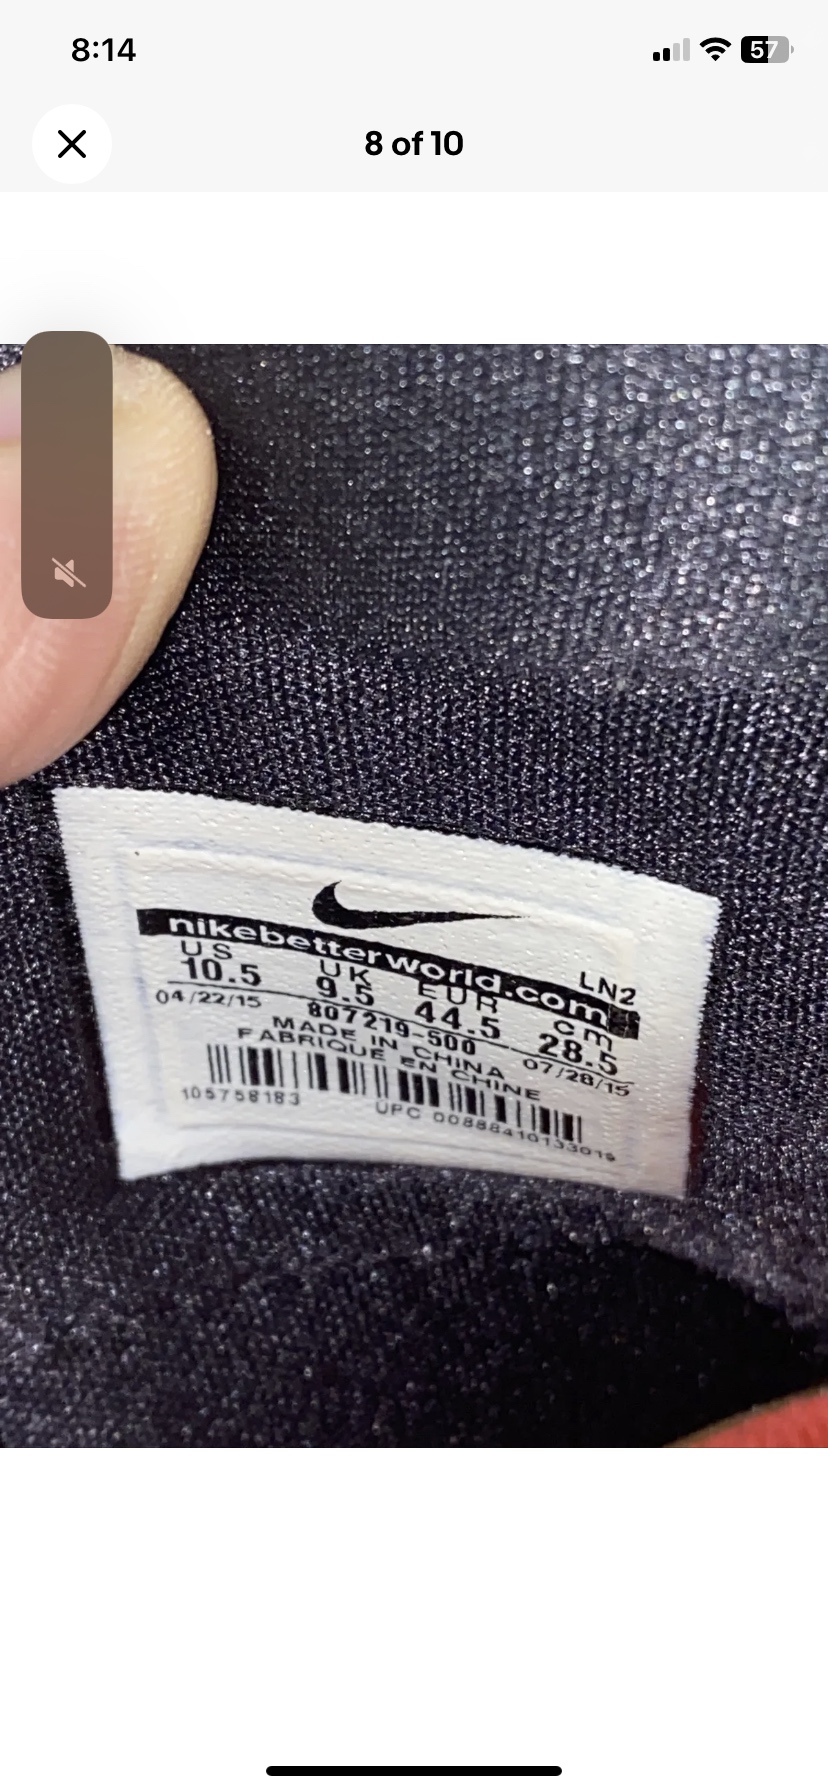 8:14
57
8 of 10
nikebetterworld.com
LN2
US UK EUR cm
10.5 9.5 44.5 28.5
04/22/15 807219-500 07/28/15
MADE IN CHINA
FABRIQUE EN CHINE
105758183 UPC 00888410133019